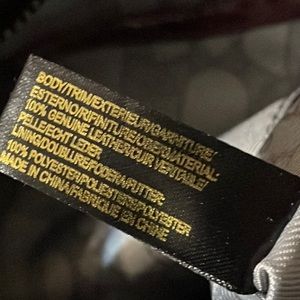 BODY/TRIM/EXTERIEUR/GARNITURE/
ESTERNO/RIFINITURE/OBERMATERIAL:
100% GENUINE LEATHER/CUIR VERITABLE/
PELLE/ECHT LEDER
LINING/DOUBLURE/FODERA/FUTTER:
100% POLYESTER/POLIESTERE/POLYESTER
MADE IN CHINA/FABRIQUE EN CHINE